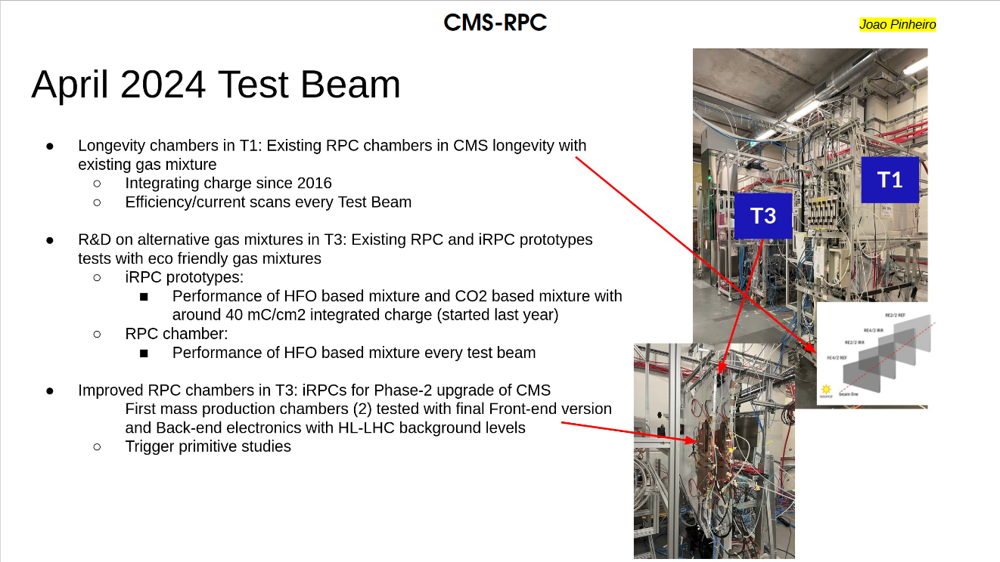 CMS-RPC
Joao Pinheiro
April 2024 Test Beam
● Longevity chambers in T1: Existing RPC chambers in CMS longevity with
existing gas mixture
○ Integrating charge since 2016
○ Efficiency/current scans every Test Beam
● R&D on alternative gas mixtures in T3: Existing RPC and iRPC prototypes
tests with eco friendly gas mixtures
○ iRPC prototypes:
■ Performance of HFO based mixture and CO2 based mixture with
around 40 mC/cm2 integrated charge (started last year)
○ RPC chamber:
■ Performance of HFO based mixture every test beam
● Improved RPC chambers in T3: iRPCs for Phase-2 upgrade of CMS
First mass production chambers (2) tested with final Front-end version
and Back-end electronics with HL-LHC background levels
○ Trigger primitive studies
T1
T3
RE2/2 REF
RE4/2 IRR
RE2/2 IRR
RE4/2 REF
source
beam line